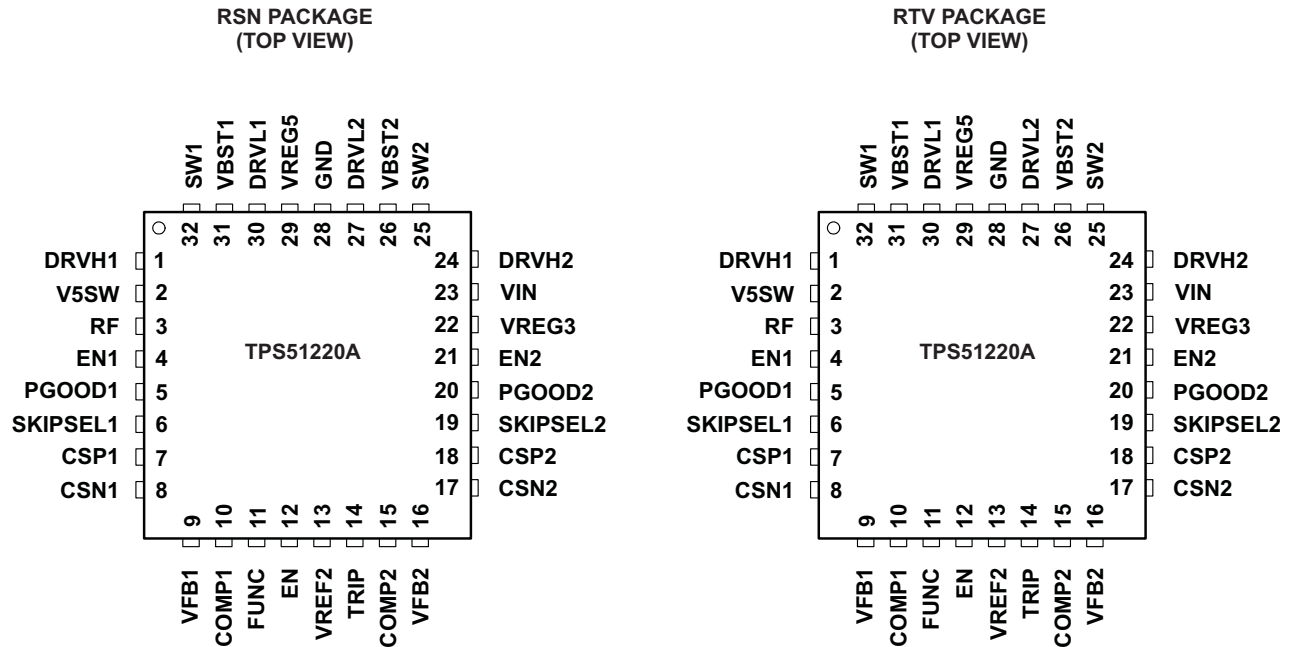 RSN PACKAGE
(TOP VIEW)
SW1
VBST1
DRVL1
VREG5
GND
DRVL2
VBST2
SW2
32
31
30
29
28
27
26
25
DRVH1 1
V5SW 2
RF 3
EN1 4
PGOOD1 5
SKIPSEL1 6
CSP1 7
CSN1 8
TPS51220A
24 DRVH2
23 VIN
22 VREG3
21 EN2
20 PGOOD2
19 SKIPSEL2
18 CSP2
17 CSN2
9
10
11
12
13
14
15
16
VFB1
COMP1
FUNC
EN
VREF2
TRIP
COMP2
VFB2
RTV PACKAGE
(TOP VIEW)
SW1
VBST1
DRVL1
VREG5
GND
DRVL2
VBST2
SW2
32
31
30
29
28
27
26
25
DRVH1 1
V5SW 2
RF 3
EN1 4
PGOOD1 5
SKIPSEL1 6
CSP1 7
CSN1 8
TPS51220A
24 DRVH2
23 VIN
22 VREG3
21 EN2
20 PGOOD2
19 SKIPSEL2
18 CSP2
17 CSN2
9
10
11
12
13
14
15
16
VFB1
COMP1
FUNC
EN
VREF2
TRIP
COMP2
VFB2